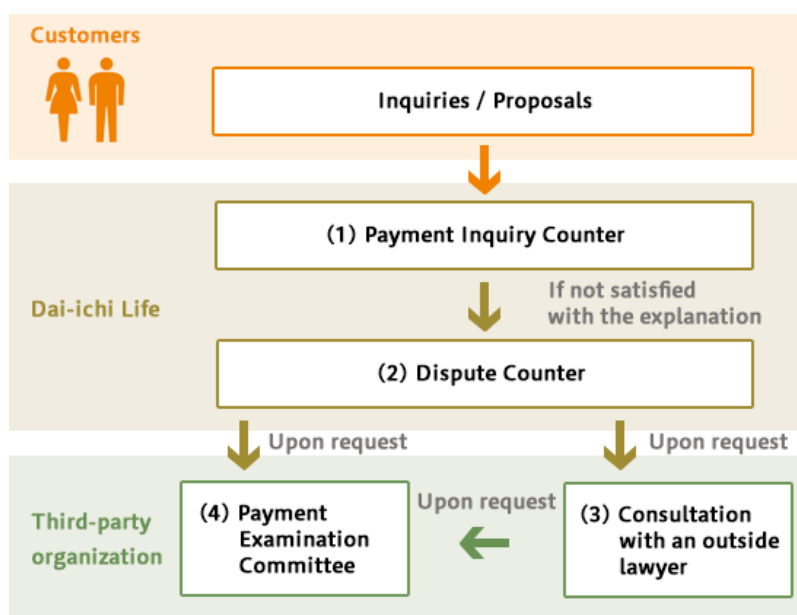 Customers
Inquiries / Proposals
(1) Payment Inquiry Counter
If not satisfied
with the explanation
Dai-ichi Life
(2) Dispute Counter
Upon request
Upon request
Third-party
organization
(4) Payment
Examination
Committee
Upon request
(3) Consultation
with an outside
lawyer